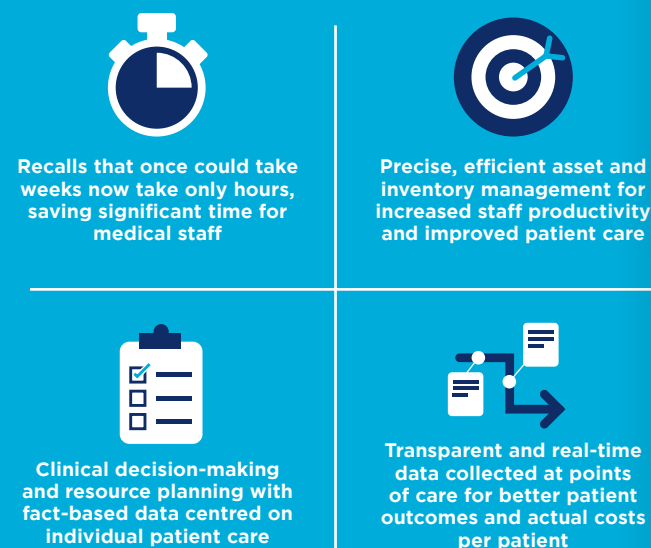 Recalls that once could take
weeks now take only hours,
saving significant time for
medical staff
Precise, efficient asset and
inventory management for
increased staff productivity
and improved patient care
Clinical decision-making
and resource planning with
fact-based data centred on
individual patient care
Transparent and real-time
data collected at points
of care for better patient
outcomes and actual costs
per patient